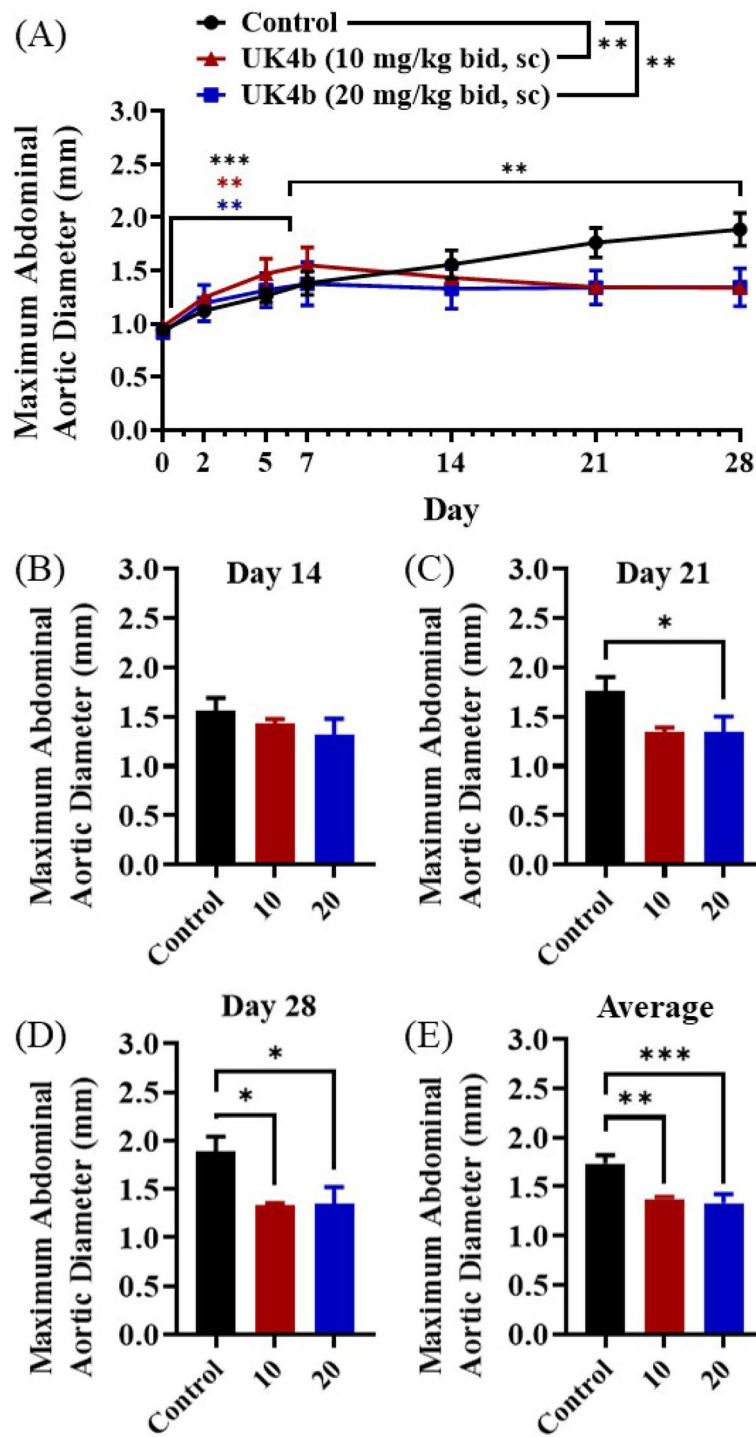 (A)
Control
UK4b (10 mg/kg bid, sc)
UK4b (20 mg/kg bid, sc)
**
**
Maximum Abdominal
Aortic Diameter (mm)
3.0
2.5
2.0
1.5
1.0
0.5
0.0
***
**
**
**
0 2 5 7 14 21 28
Day
(B)
Day 14
Maximum Abdominal
Aortic Diameter (mm)
3.0
2.5
2.0
1.5
1.0
0.5
0.0
Control 10 20
(C)
Day 21
Maximum Abdominal
Aortic Diameter (mm)
3.0
2.5
2.0
1.5
1.0
0.5
0.0
*
Control 10 20
(D)
Day 28
Maximum Abdominal
Aortic Diameter (mm)
3.0
2.5
2.0
1.5
1.0
0.5
0.0
*
*
Control 10 20
(E)
Average
Maximum Abdominal
Aortic Diameter (mm)
3.0
2.5
2.0
1.5
1.0
0.5
0.0
***
**
Control 10 20